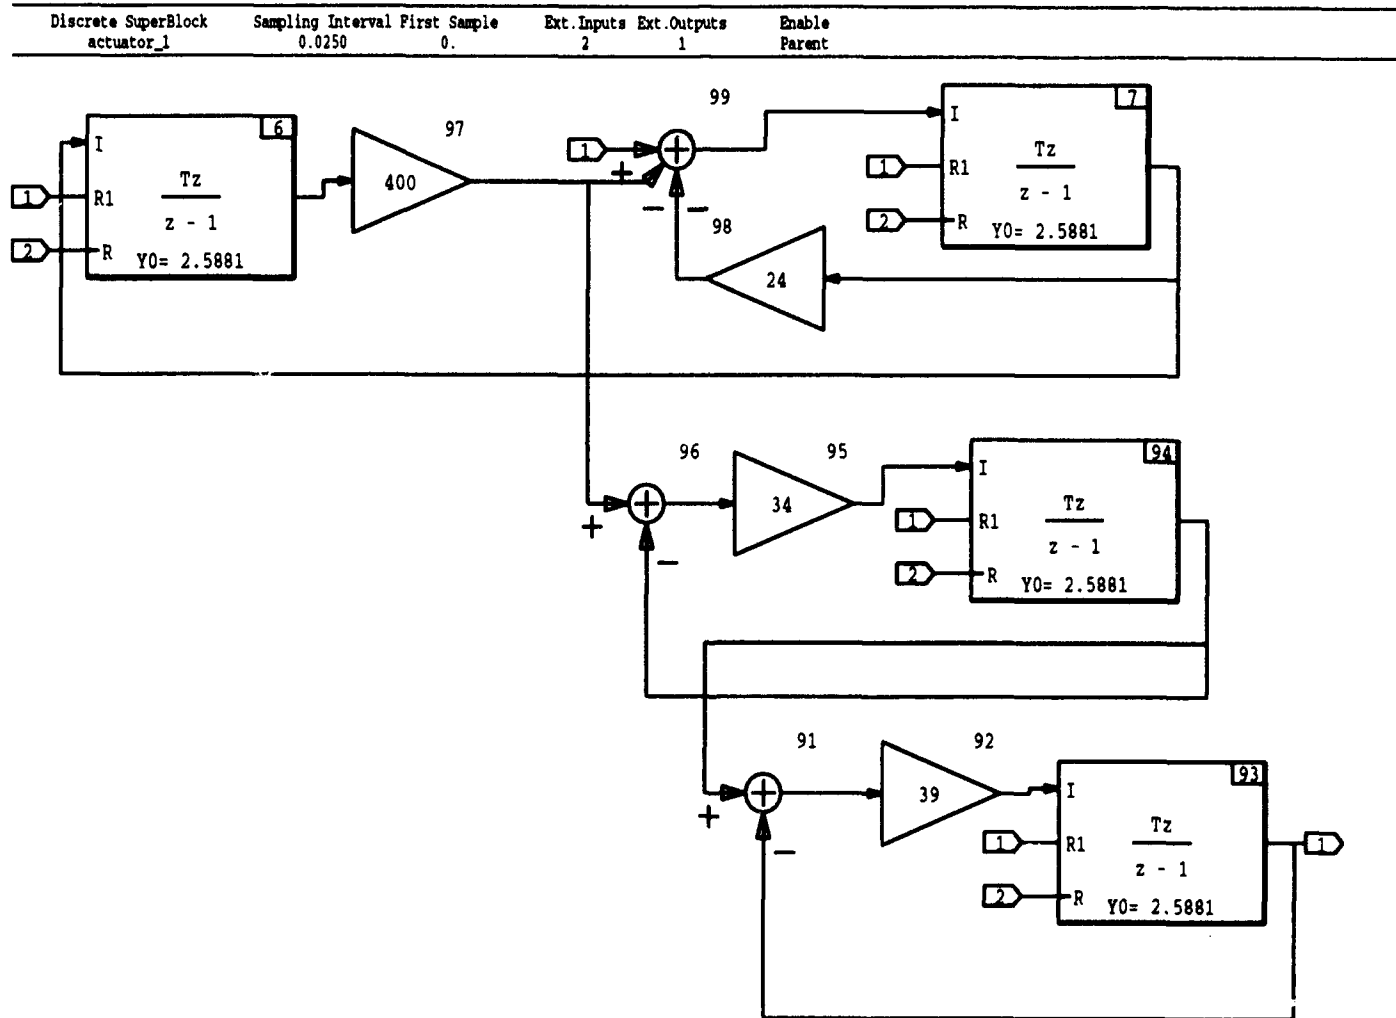 Discrete SuperBlock Sampling Interval First Sample Ext.Inputs Ext.Outputs Enable
actuator_1 0.0250 0. 2 1 Parent
99
7
6
97
I
1
+
I
Tz
z - 1
400
+
1
R1
Tz
z - 1
1
R1
2
R
Y0= 2.5881
- -
98
2
R
Y0= 2.5881
24
96
95
94
I
34
+
+
1
R1
Tz
z - 1
-
2
R
Y0= 2.5881
91
92
93
I
39
+
+
1
R1
Tz
z - 1
1
-
2
R
Y0= 2.5881